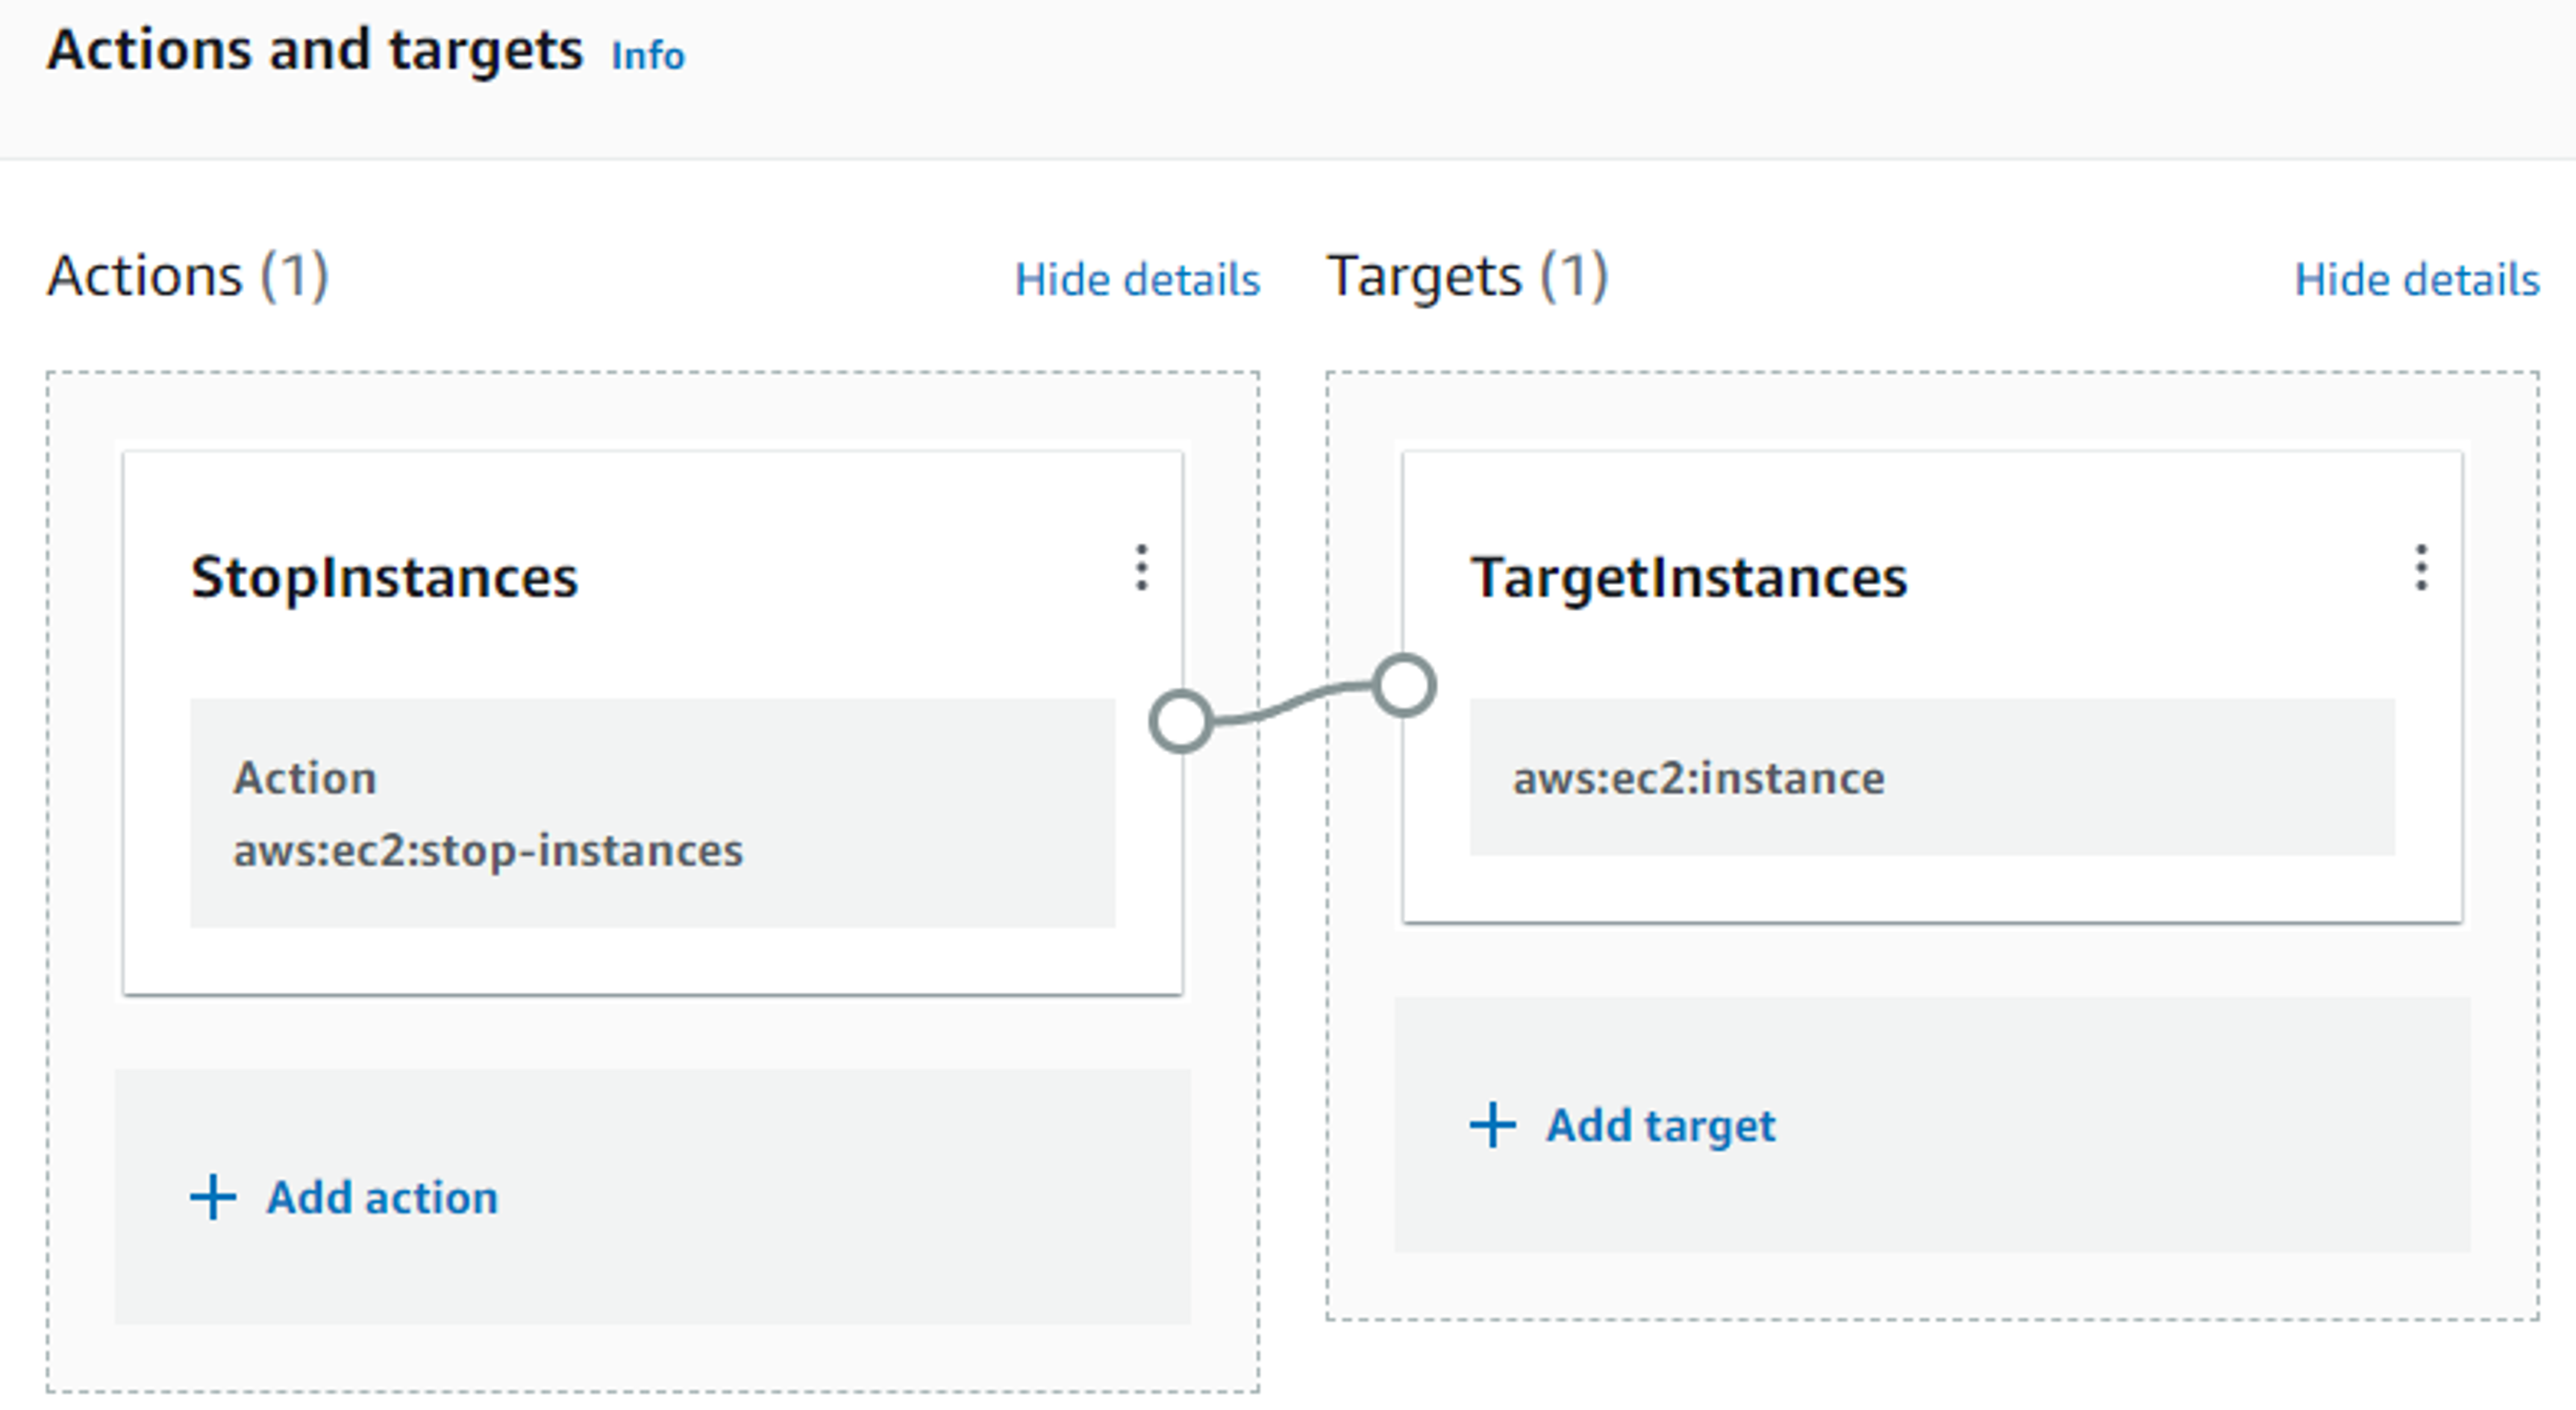 Actions and targets Info
Actions (1) Hide details
Targets (1) Hide details
StopInstances
Action
aws:ec2:stop-instances
+ Add action
TargetInstances
aws:ec2:instance
+ Add target